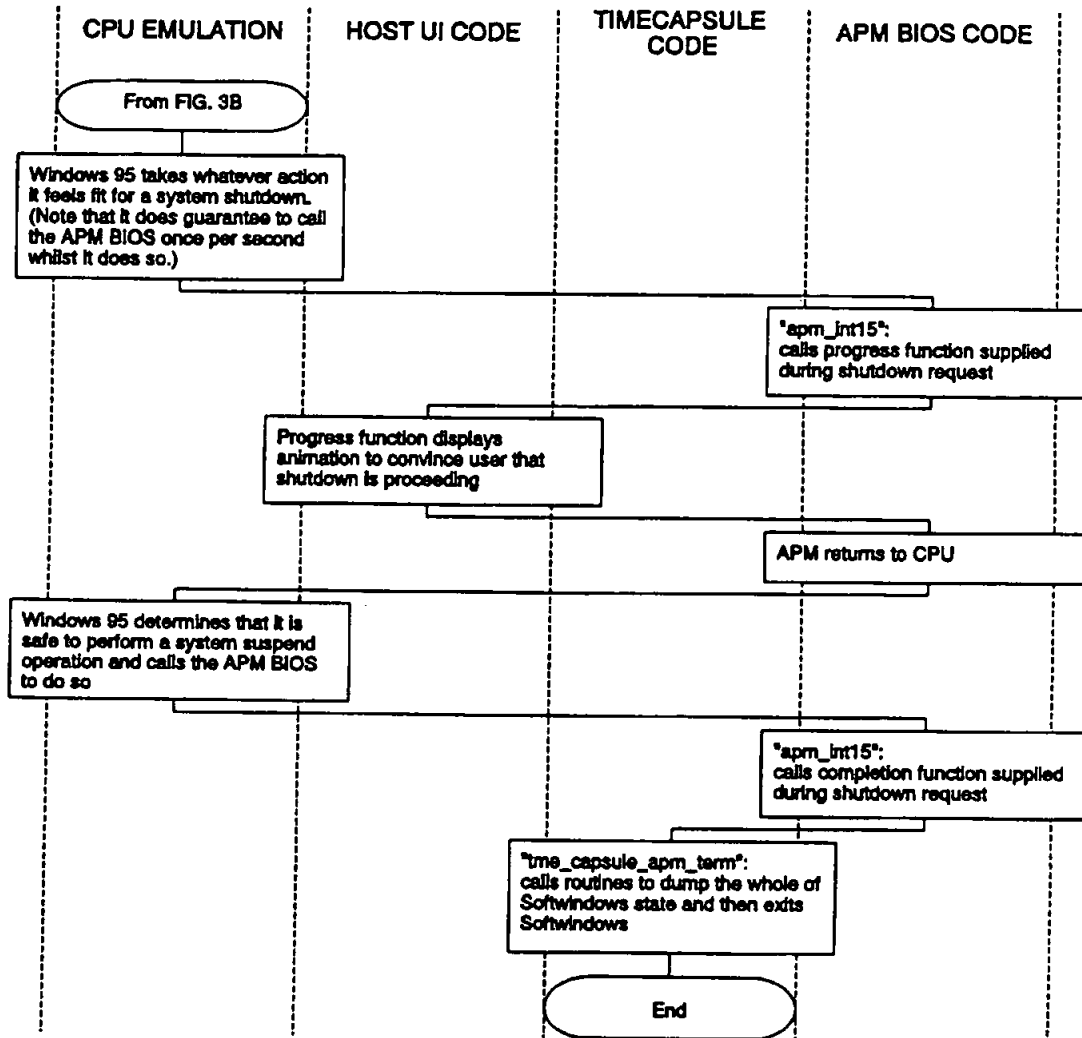 CPU EMULATION
HOST UI CODE
TIMECAPSULE
CODE
APM BIOS CODE
From FIG. 3B
Windows 95 takes whatever action
it feels fit for a system shutdown.
(Note that it does guarantee to call
the APM BIOS once per second
whilst it does so.)
"apm_int15":
calls progress function supplied
during shutdown request
Progress function displays
animation to convince user that
shutdown is proceeding
APM returns to CPU
Windows 95 determines that it is
safe to perform a system suspend
operation and calls the APM BIOS
to do so
"apm_int15":
calls completion function supplied
during shutdown request
"tme_capsule_apm_term":
calls routines to dump the whole of
Softwindows state and then exits
Softwindows
End